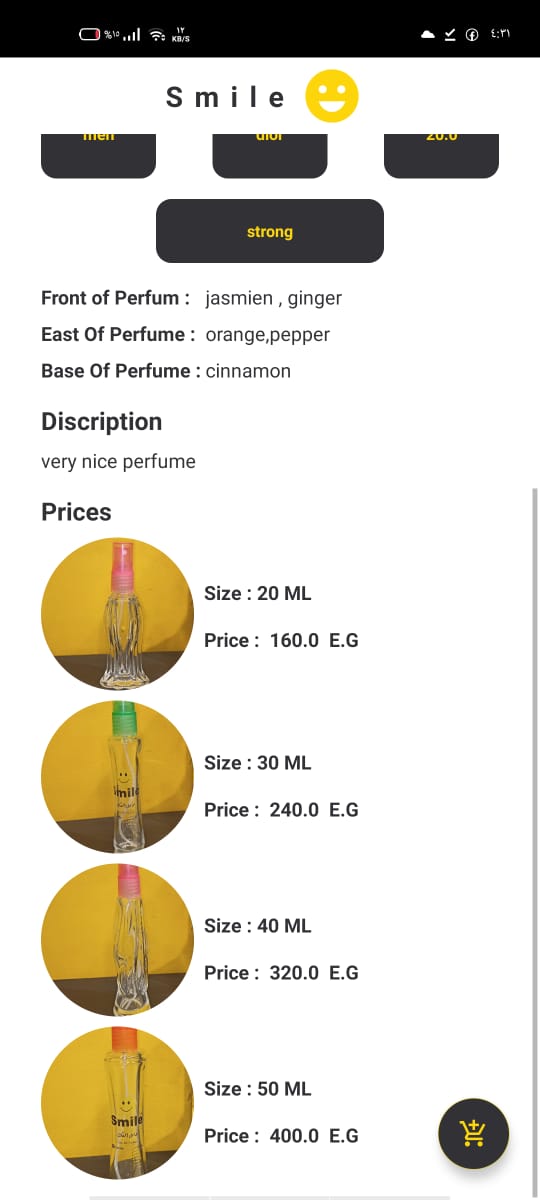 %١٥ ١٢ KB/S ٤:٣١
Smile
men dior 20.0
strong
Front of Perfum : jasmien , ginger
East Of Perfume : orange,pepper
Base Of Perfume : cinnamon
Discription
very nice perfume
Prices
Size : 20 ML
Price : 160.0 E.G
Size : 30 ML
Price : 240.0 E.G
Smile
Size : 40 ML
Price : 320.0 E.G
Size : 50 ML
Price : 400.0 E.G
Smile